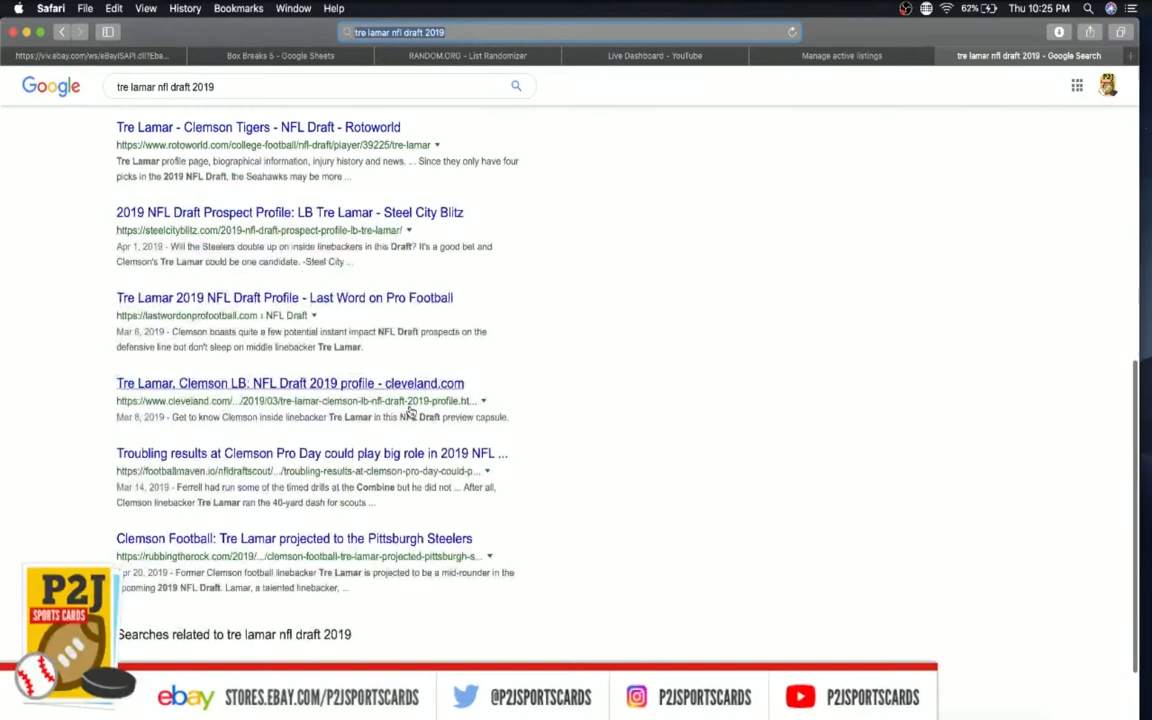 Safari File Edit View History Bookmarks Window Help
62% Thu 10:25 PM
tre lamar nfl draft 2019
https://viv.ebay.com/ws/eBayISAPI.dll?Eba...
Box Breaks 5 - Google Sheets
RANDOM.ORG - List Randomizer
Live Dashboard - YouTube
Manage active listings
tre lamar nfl draft 2019 - Google Search
Google
tre lamar nfl draft 2019
Tre Lamar - Clemson Tigers - NFL Draft - Rotoworld
https://www.rotoworld.com/college-football/nfl-draft/player/39225/tre-lamar
Tre Lamar profile page, biographical information, injury history and news. ... Since they only have four
picks in the 2019 NFL Draft, the Seahawks may be more ...
2019 NFL Draft Prospect Profile: LB Tre Lamar - Steel City Blitz
https://steelcityblitz.com/2019-nfl-draft-prospect-profile-lb-tre-lamar/
Apr 1, 2019 - Will the Steelers double up on inside linebackers in this Draft? It's a good bet and
Clemson's Tre Lamar could be one candidate. -Steel City ...
Tre Lamar 2019 NFL Draft Profile - Last Word on Pro Football
https://lastwordonprofootball.com › NFL Draft
Mar 6, 2019 - Clemson boasts quite a few potential instant impact NFL Draft prospects on the
defensive line but don't sleep on middle linebacker Tre Lamar.
Tre Lamar, Clemson LB: NFL Draft 2019 profile - cleveland.com
https://www.cleveland.com/.../2019/03/tre-lamar-clemson-lb-nfl-draft-2019-profile.ht...
Mar 8, 2019 - Get to know Clemson inside linebacker Tre Lamar in this NFL Draft preview capsule.
Troubling results at Clemson Pro Day could play big role in 2019 NFL ...
https://footballmaven.io/nfldraftscout/.../troubling-results-at-clemson-pro-day-could-p...
Mar 14, 2019 - Ferrell had run some of the timed drills at the Combine but he did not ... After all,
Clemson linebacker Tre Lamar ran the 40-yard dash for scouts ...
Clemson Football: Tre Lamar projected to the Pittsburgh Steelers
https://rubbingtherock.com/2019/.../clemson-football-tre-lamar-projected-pittsburgh-s...
pr 20, 2019 - Former Clemson football linebacker Tre Lamar is projected to be a mid-rounder in the
pcoming 2019 NFL Draft. Lamar, a talented linebacker, ...
Searches related to tre lamar nfl draft 2019
P2J
SPORTS CARDS
ebay STORES.EBAY.COM/P2JSPORTSCARDS
@P2JSPORTSCARDS
P2JSPORTSCARDS
P2JSPORTSCARDS